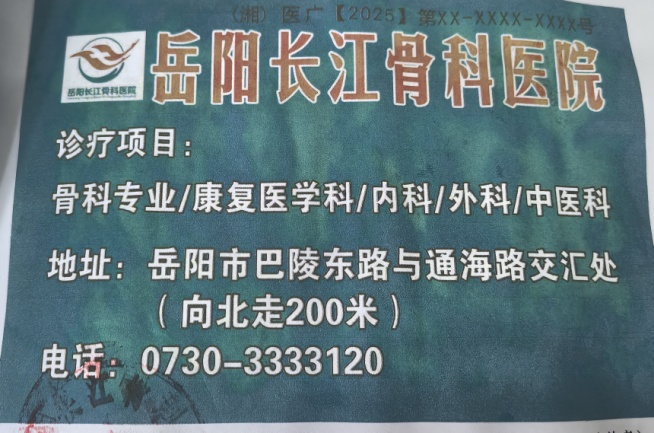 （湘）医广【2025】第XX-XXXX-XXXX号
岳阳长江骨科医院
岳阳长江骨科医院
诊疗项目：
骨科专业/康复医学科/内科/外科/中医科
地址：岳阳市巴陵东路与通海路交汇处
（向北走200米）
电话：0730-3333120